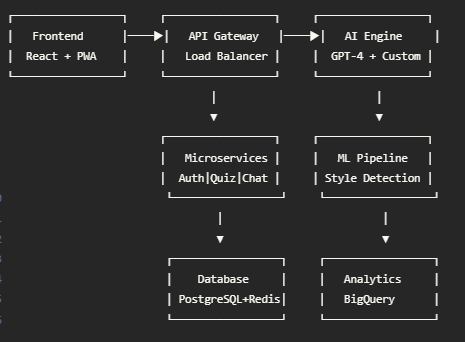 Frontend API Gateway AI Engine
React + PWA Load Balancer GPT-4 + Custom
Microservices ML Pipeline
Auth|Quiz|Chat Style Detection
Database Analytics
PostgreSQL+Redis BigQuery